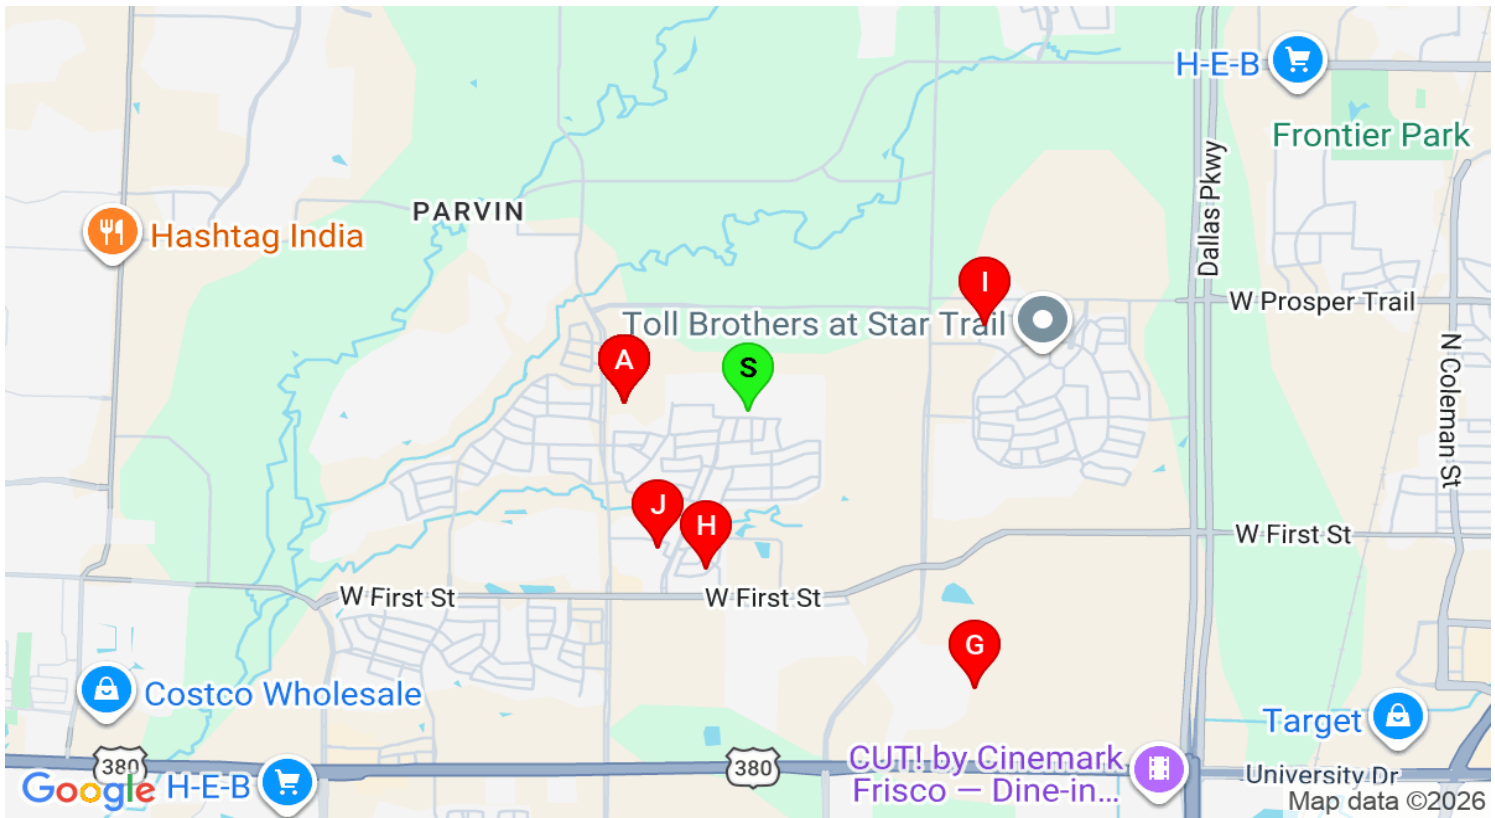 H-E-B
Frontier Park
Dallas Pkwy
PARVIN
Hashtag India
I
W Prosper Trail
Toll Brothers at Star Trail
A
S
N Coleman St
J
H
W First St
W First St
W First St
G
Costco Wholesale
Target
380
380
CUT! by Cinemark
Frisco — Dine-in...
University Dr
Google
H-E-B
Map data ©2026